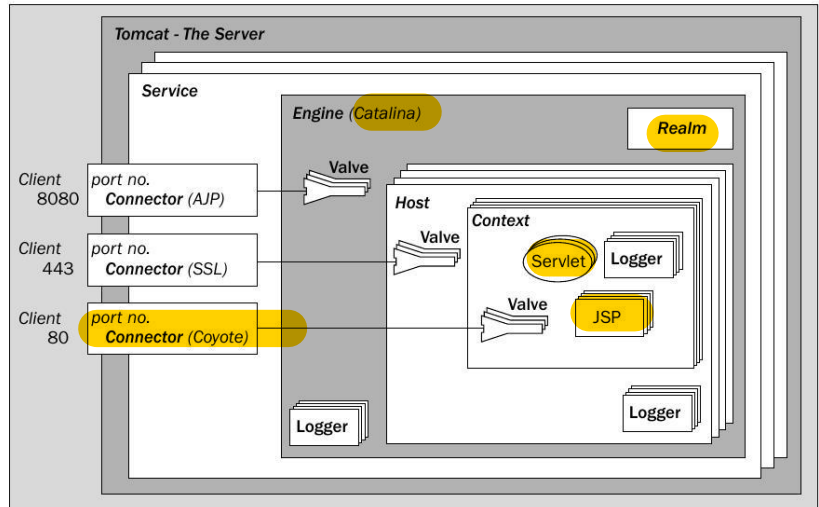 Tomcat - The Server
Service
Engine (Catalina)
Realm
Valve
Client
8080
port no.
Connector (AJP)
Host
Context
Valve
Servlet
Logger
Client
443
port no.
Connector (SSL)
Valve
JSP
Client
80
port no.
Connector (Coyote)
Logger
Logger